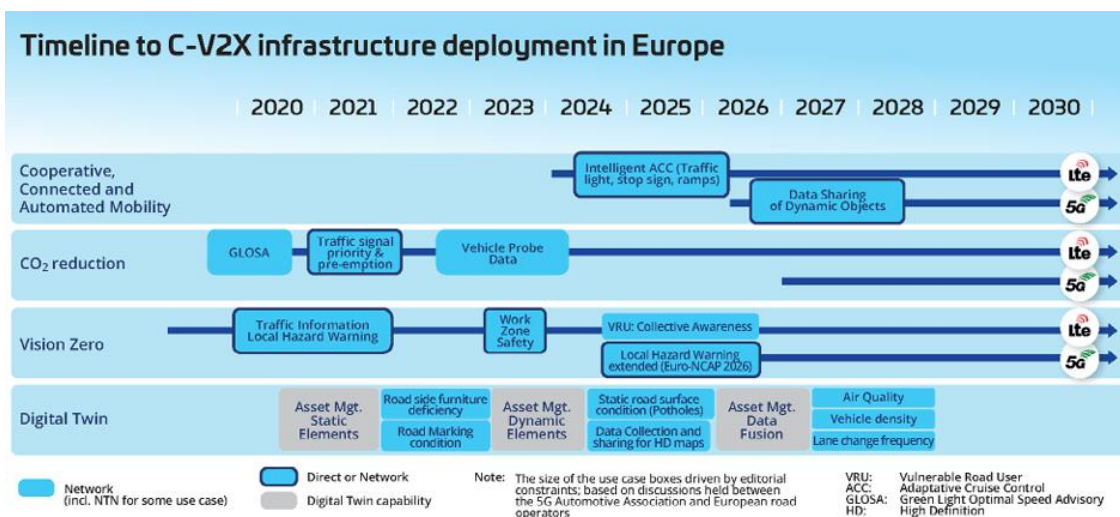 Timeline to C-V2X infrastructure deployment in Europe
2020 2021 2022 2023 2024 2025 2026 2027 2028 2029 2030
Cooperative,
Connected and
Automated Mobility
Intelligent ACC (Traffic
light, stop sign, ramps)
Data Sharing
of Dynamic Objects
Lte
5G
CO₂ reduction
GLOSA
Traffic signal
priority &
pre-emption
Vehicle Probe
Data
Lte
5G
Vision Zero
Traffic Information
Local Hazard Warning
Work
Zone
Safety
VRU: Collective Awareness
Local Hazard Warning
extended (Euro-NCAP 2026)
Lte
5G
Digital Twin
Asset Mgt.
Static
Elements
Road side furniture
deficiency
Road Marking
condition
Asset Mgt.
Dynamic
Elements
Static road surface
condition (Potholes)
Data Collection and
sharing for HD maps
Asset Mgt.
Data
Fusion
Air Quality
Vehicle density
Lane change frequency
Network
(incl. NTN for some use case)
Direct or Network
Digital Twin capability
Note: The size of the use case boxes driven by editorial
constraints; based on discussions held between
the 5G Automotive Association and European road
operators
VRU: Vulnerable Road User
ACC: Adaptative Cruise Control
GLOSA: Green Light Optimal Speed Advisory
HD: High Definition